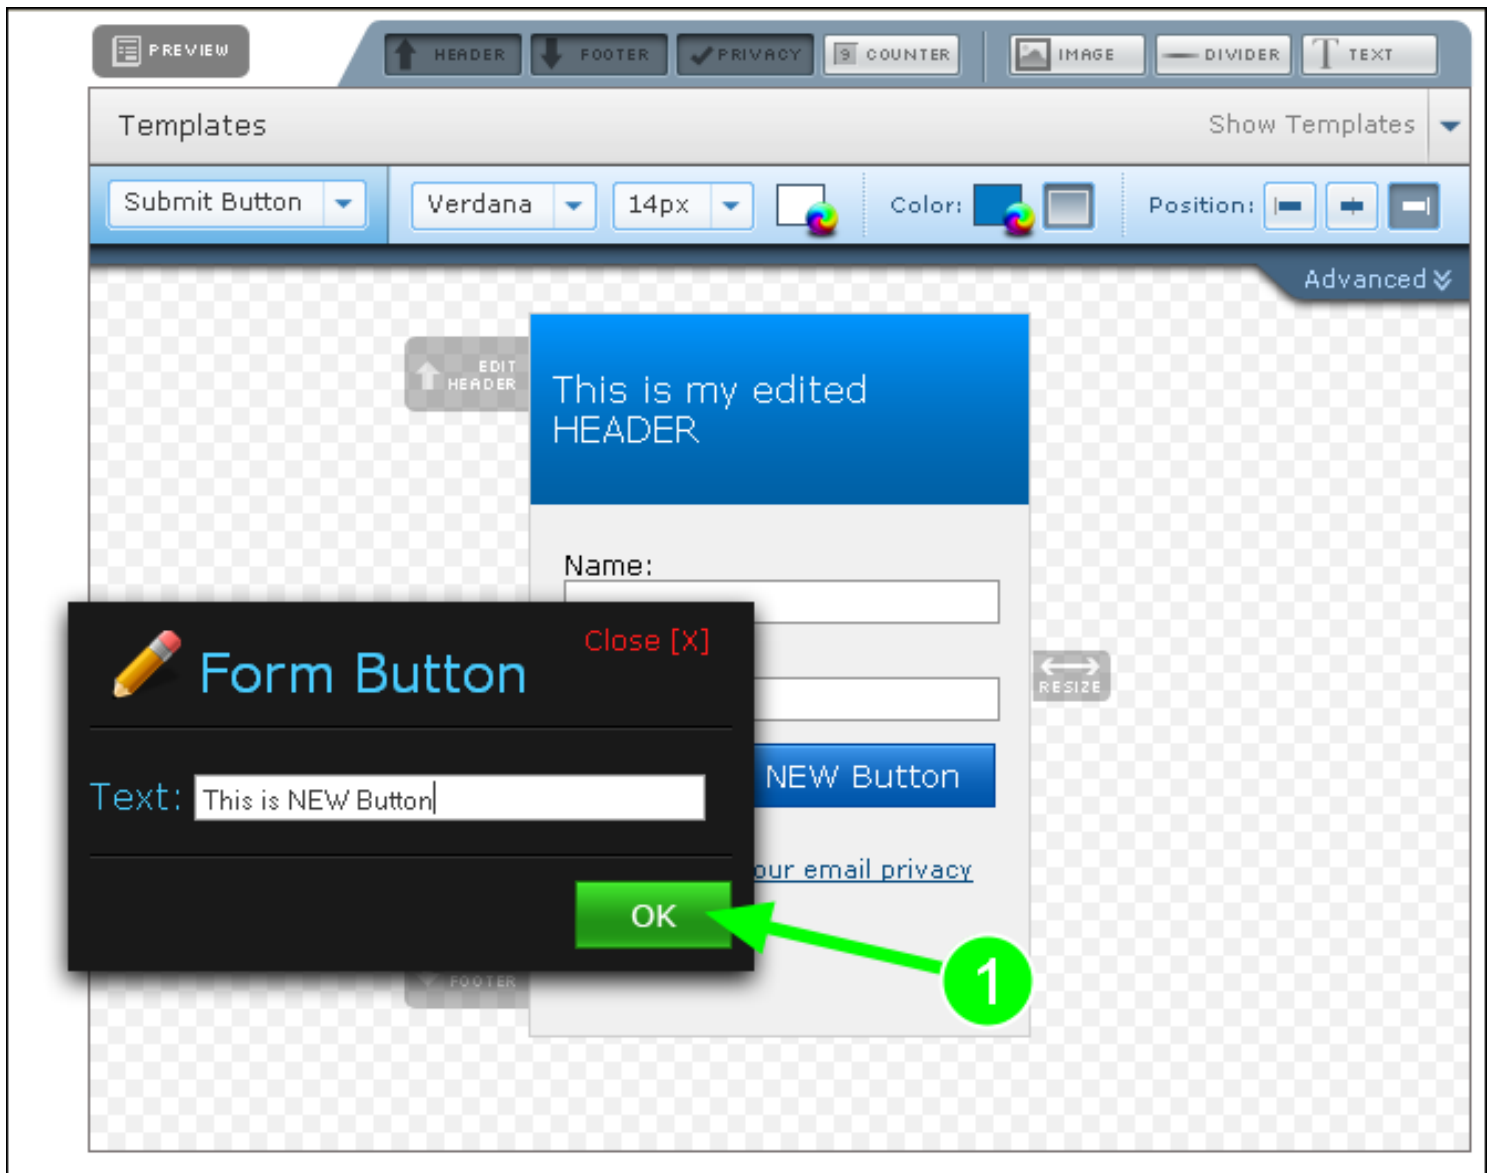 PREVIEW
HEADER
FOOTER
PRIVACY
9 COUNTER
IMAGE
DIVIDER
T TEXT
Templates
Show Templates
Submit Button
Verdana
14px
Color:
Position:
Advanced
EDIT
HEADER
This is my edited
HEADER
Name:
Close [X]
Form Button
RESIZE
Text: This is NEW Button
NEW Button
our email privacy
OK
1
FOOTER